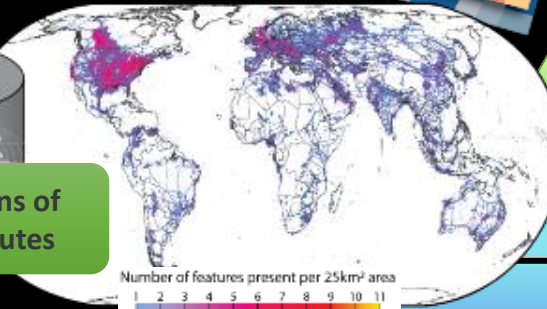 ns of
utes
Number of features present per 25km² area
1 2 3 4 5 6 7 8 9 10 11